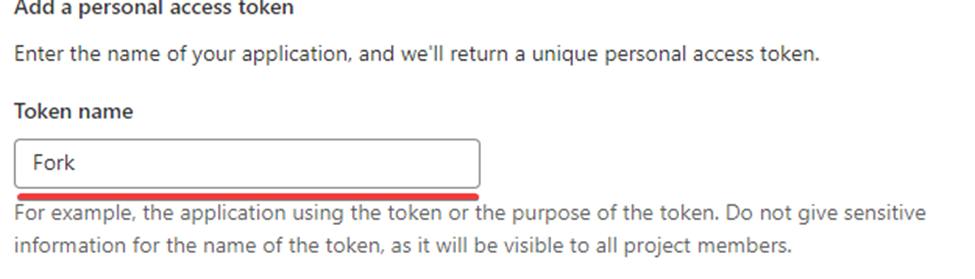 Add a personal access token
Enter the name of your application, and we'll return a unique personal access token.
Token name
Fork
For example, the application using the token or the purpose of the token. Do not give sensitive
information for the name of the token, as it will be visible to all project members.